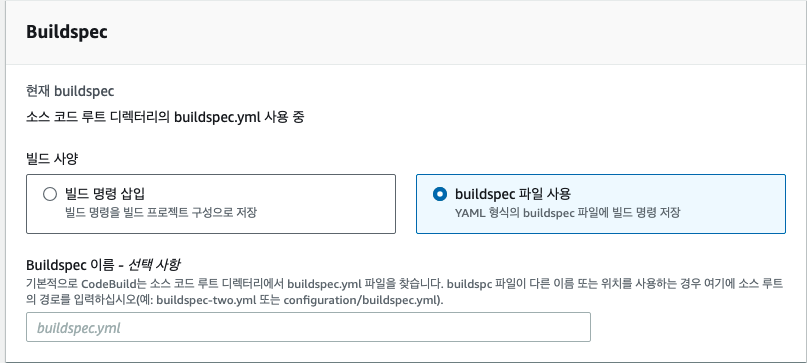 Buildspec
현재 buildspec
소스 코드 루트 디렉터리의 buildspec.yml 사용 중
빌드 사양
빌드 명령 삽입
빌드 명령을 빌드 프로젝트 구성으로 저장
buildspec 파일 사용
YAML 형식의 buildspec 파일에 빌드 명령 저장
Buildspec 이름 - 선택 사항
기본적으로 CodeBuild는 소스 코드 루트 디렉터리에서 buildspec.yml 파일을 찾습니다. buildspc 파일이 다른 이름 또는 위치를 사용하는 경우 여기에 소스 루트
의 경로를 입력하십시오(예: buildspec-two.yml 또는 configuration/buildspec.yml).
buildspec.yml